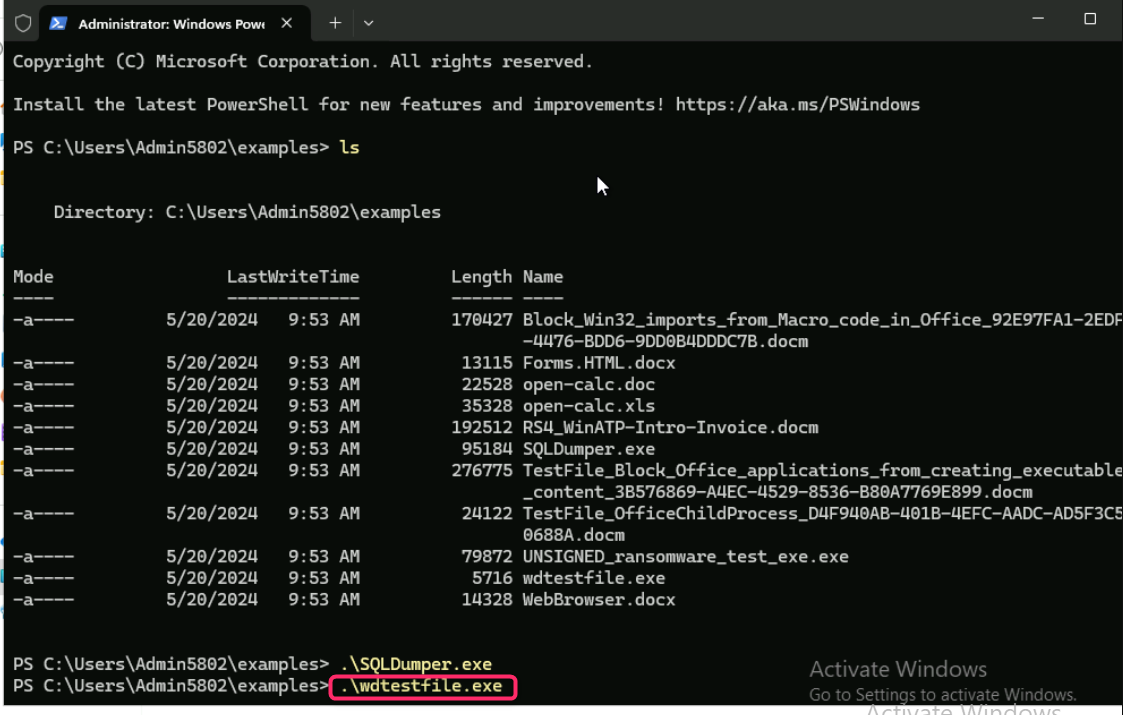 Administrator: Windows Powe
Copyright (C) Microsoft Corporation. All rights reserved.
Install the latest PowerShell for new features and improvements! https://aka.ms/PSWindows
PS C:\Users\Admin5802\examples> ls
Directory: C:\Users\Admin5802\examples
Mode LastWriteTime Length Name
---- ------------- ------ ----
-a---- 5/20/2024 9:53 AM 170427 Block_Win32_imports_from_Macro_code_in_Office_92E97FA1-2EDF
-4476-BDD6-9DD0B4DDDC7B.docm
-a---- 5/20/2024 9:53 AM 13115 Forms.HTML.docx
-a---- 5/20/2024 9:53 AM 22528 open-calc.doc
-a---- 5/20/2024 9:53 AM 35328 open-calc.xls
-a---- 5/20/2024 9:53 AM 192512 RS4_WinATP-Intro-Invoice.docm
-a---- 5/20/2024 9:53 AM 95184 SQLDumper.exe
-a---- 5/20/2024 9:53 AM 276775 TestFile_Block_Office_applications_from_creating_executable
_content_3B576869-A4EC-4529-8536-B80A7769E899.docm
-a---- 5/20/2024 9:53 AM 24122 TestFile_OfficeChildProcess_D4F940AB-401B-4EFC-AADC-AD5F3C5
0688A.docm
-a---- 5/20/2024 9:53 AM 79872 UNSIGNED_ransomware_test_exe.exe
-a---- 5/20/2024 9:53 AM 5716 wdtestfile.exe
-a---- 5/20/2024 9:53 AM 14328 WebBrowser.docx
PS C:\Users\Admin5802\examples> .\SQLDumper.exe
PS C:\Users\Admin5802\examples> .\wdtestfile.exe
Activate Windows
Go to Settings to activate Windows.
Activate Windows